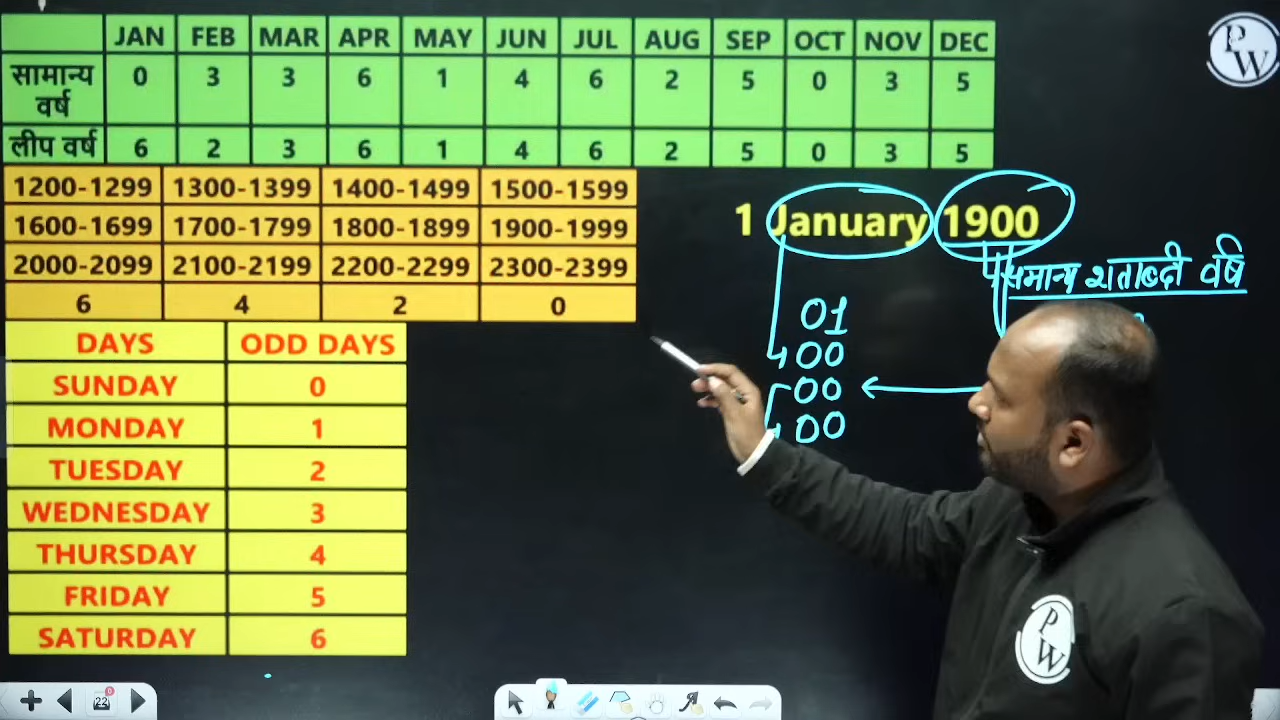 JAN FEB MAR APR MAY JUN JUL AUG SEP OCT NOV DEC
सामान्य वर्ष 0 3 3 6 1 4 6 2 5 0 3 5
लीप वर्ष 6 2 3 6 1 4 6 2 5 0 3 5
1200-1299 1300-1399 1400-1499 1500-1599
1600-1699 1700-1799 1800-1899 1900-1999
2000-2099 2100-2199 2200-2299 2300-2399
6 4 2 0
DAYS ODD DAYS
SUNDAY 0
MONDAY 1
TUESDAY 2
WEDNESDAY 3
THURSDAY 4
FRIDAY 5
SATURDAY 6
1 January 1900
समान्य शताब्दी वर्ष
01
00
00
00
PW
PW
22